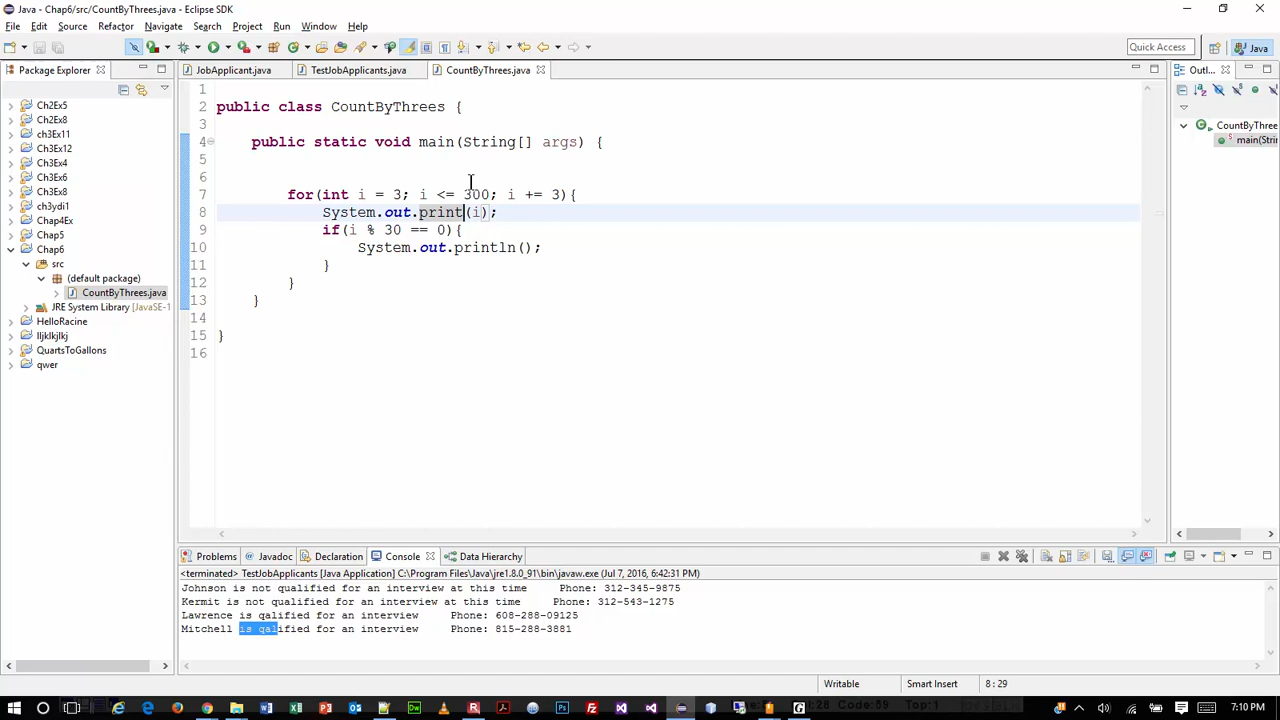 Java - Chap6/src/CountByThrees.java - Eclipse SDK
File Edit Source Refactor Navigate Search Project Run Window Help
Quick Access Java
Package Explorer JobApplicant.java TestJobApplicants.java CountByThrees.java Outl...
Ch2Ex5
Ch2Ex8
ch3Ex11
Ch3Ex12
Ch3Ex4
Ch3Ex6
Ch3Ex8
ch3ydi1
Chap4Ex
Chap5
Chap6
src
(default package)
CountByThrees.java
JRE System Library [JavaSE-1
HelloRacine
lljklkjlkj
QuartsToGallons
qwer
1
2 public class CountByThrees {
3
4 public static void main(String[] args) {
5
6
7 for(int i = 3; i <= 300; i += 3){
8 System.out.print(i);
9 if(i % 30 == 0){
10 System.out.println();
11 }
12 }
13 }
14
15 }
16
CountByThree
main(Strin
Problems Javadoc Declaration Console Data Hierarchy
<terminated> TestJobApplicants [Java Application] C:\Program Files\Java\jre1.8.0_91\bin\javaw.exe (Jul 7, 2016, 6:42:31 PM)
Johnson is not qualified for an interview at this time Phone: 312-345-9875
Kermit is not qualified for an interview at this time Phone: 312-543-1275
Lawrence is qalified for an interview Phone: 608-288-09125
Mitchell is qalified for an interview Phone: 815-288-3881
Writable Smart Insert 8 : 29
7:10 PM